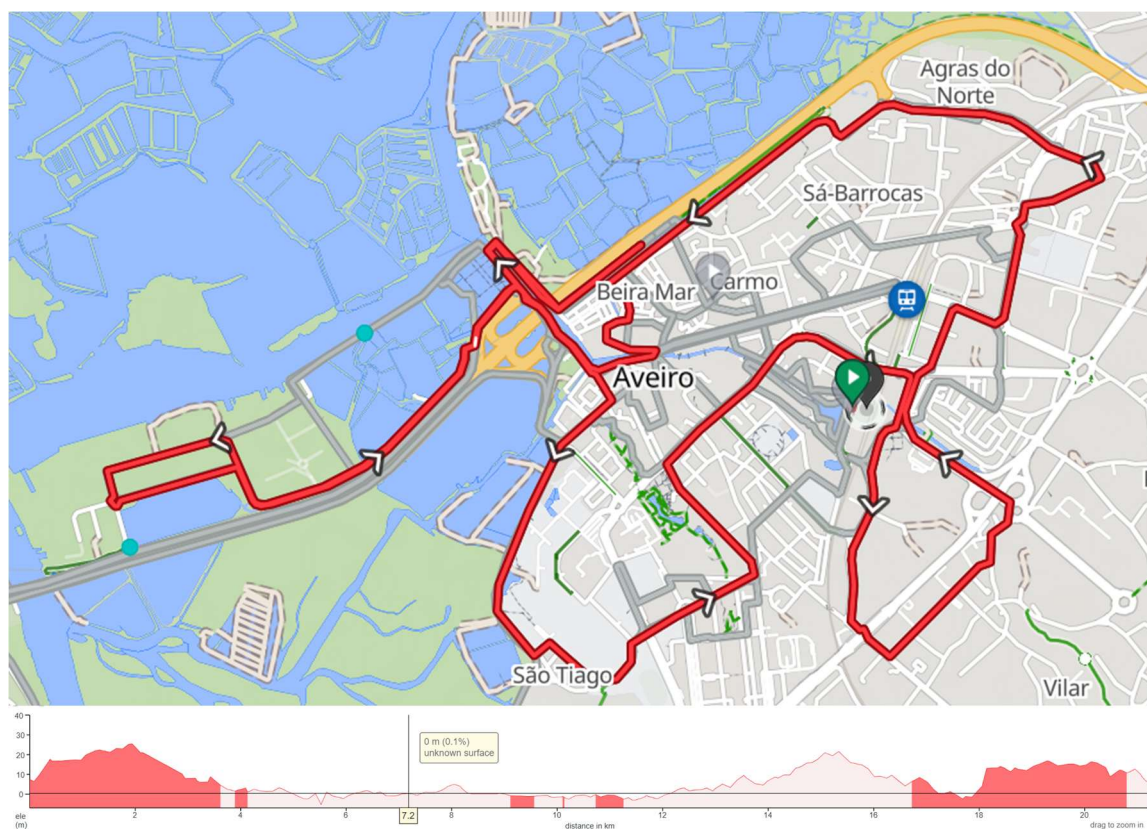 Agras do
Norte
Sá-Barrocas
Beira Mar
Carmo
Aveiro
São Tiago
Vilar
40
30
20
10
0
0 m (0.1%)
unknown surface
ele
(m)
2
4
6
7.2
8
10
12
14
16
18
20
distance in km
drag to zoom in